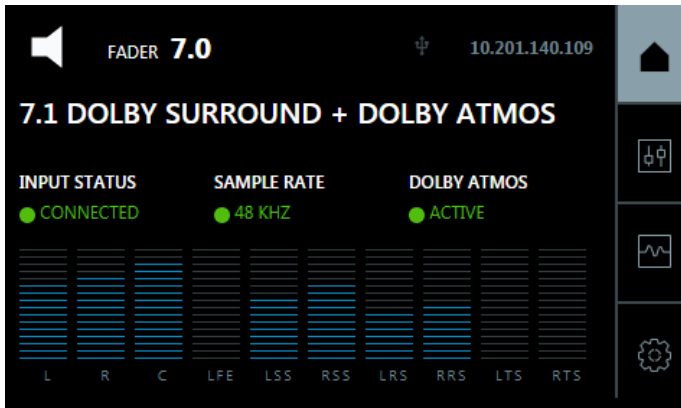 FADER 7.0 10.201.140.109
7.1 DOLBY SURROUND + DOLBY ATMOS
INPUT STATUS SAMPLE RATE DOLBY ATMOS
CONNECTED 48 KHZ ACTIVE
L R C LFE LSS RSS LRS RRS LTS RTS